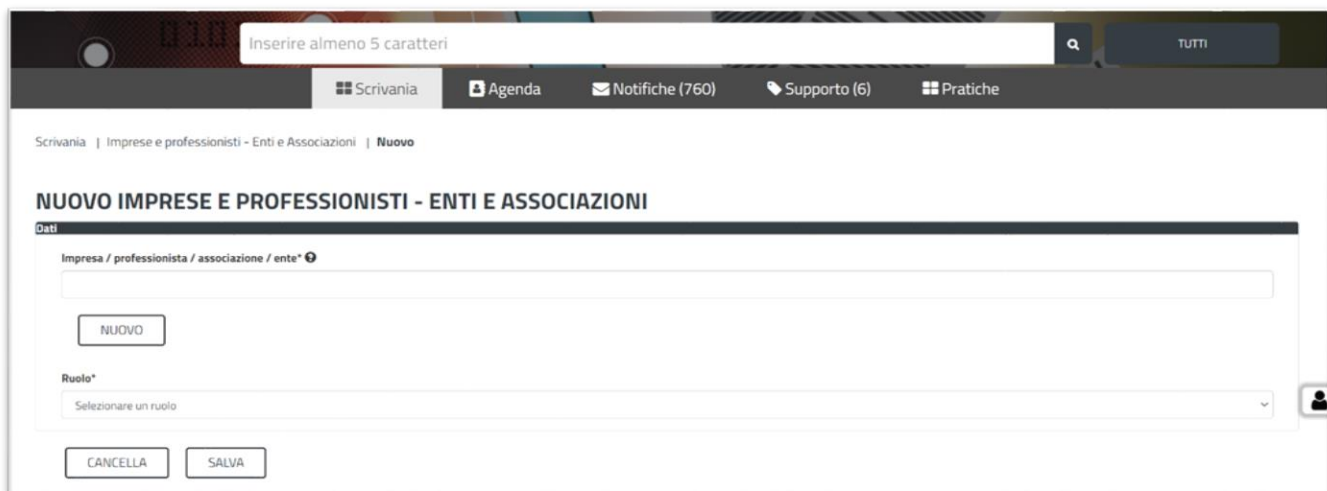 Inserire almeno 5 caratteri
TUTTI
Scrivania Agenda Notifiche (760) Supporto (6) Pratiche
Scrivania | Imprese e professionisti - Enti e Associazioni | Nuovo
NUOVO IMPRESE E PROFESSIONISTI - ENTI E ASSOCIAZIONI
Dati
Impresa / professionista / associazione / ente*
NUOVO
Ruolo*
Selezionare un ruolo
CANCELLA SALVA